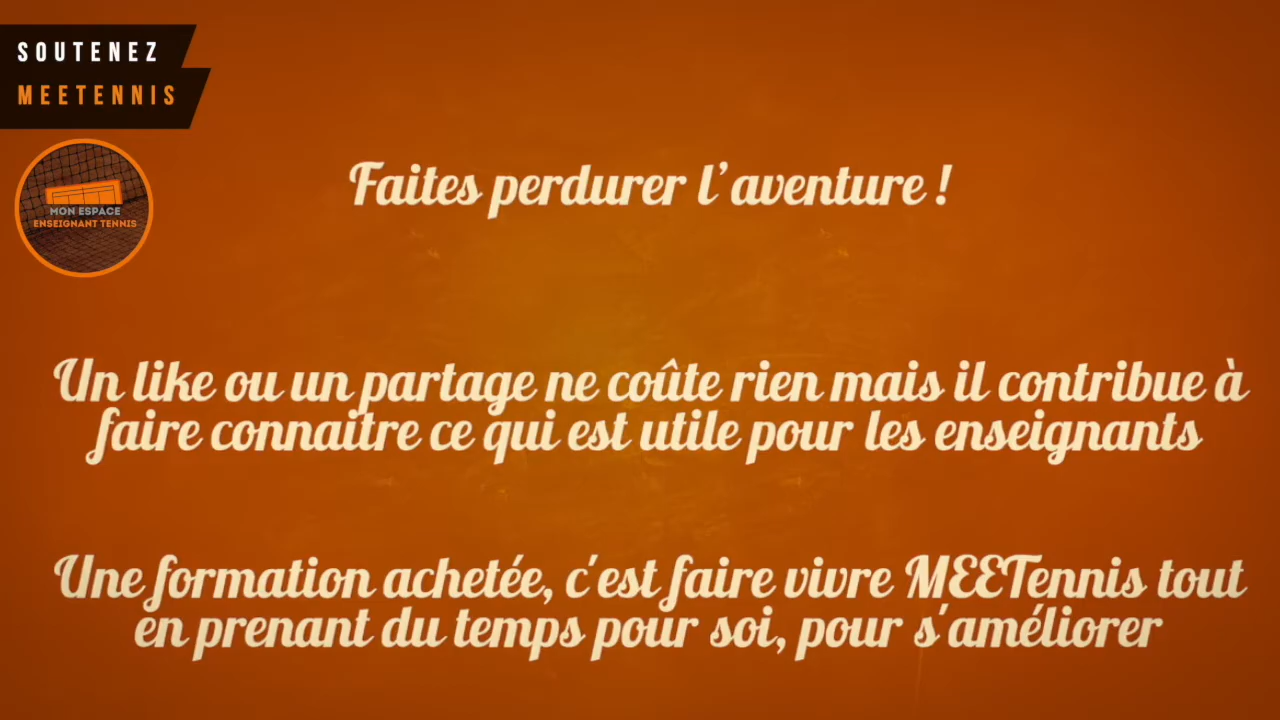 SOUTENEZ
MEETENNIS
MON ESPACE
ENSEIGNANT TENNIS
Faites perdurer l’aventure !
Un like ou un partage ne coûte rien mais il contribue à
faire connaitre ce qui est utile pour les enseignants
Une formation achetée, c'est faire vivre MEETennis tout
en prenant du temps pour soi, pour s'améliorer